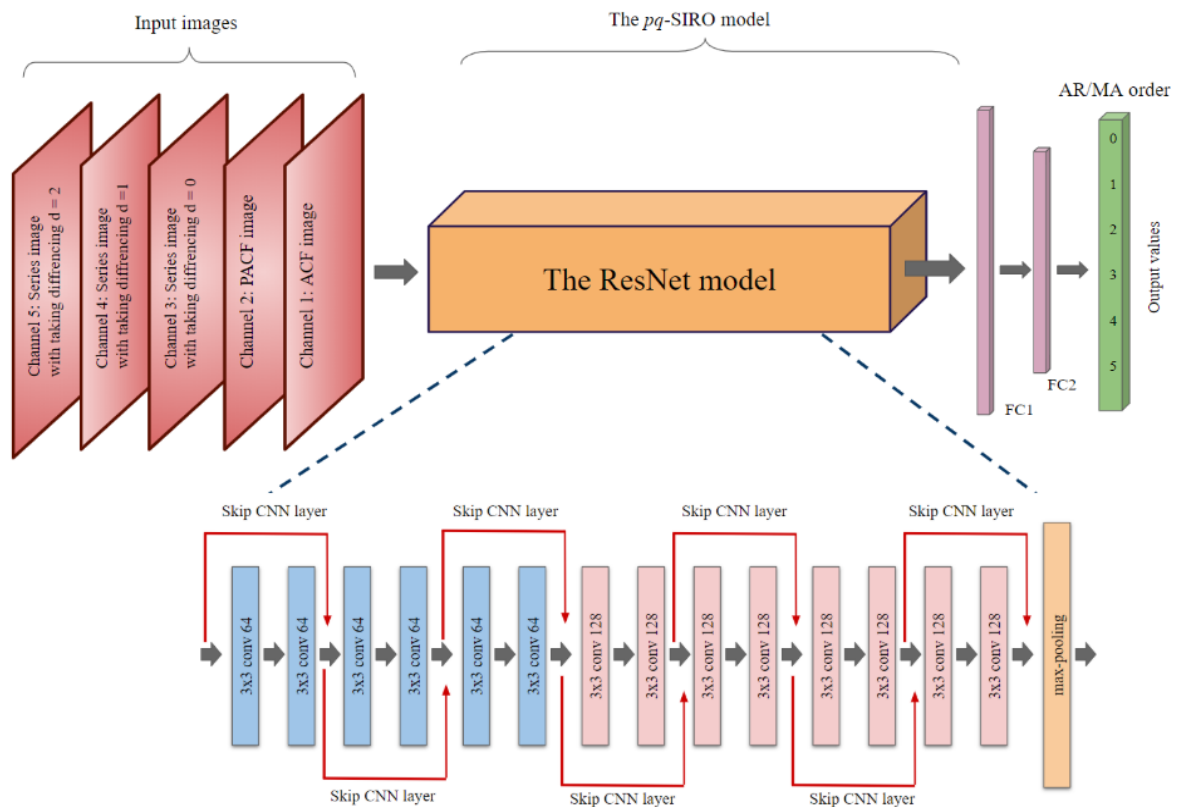 Input images
The pq-SIRO model
AR/MA order
Channel 5: Series image
with taking diffrencing d = 2
Channel 4: Series image
with taking diffrencing d =1
Channel 3: Series image
with taking diffrencing d = 0
Channel 2: PACF image
Channel 1: ACF image
The ResNet model
FC1
FC2
0
1
2
3
4
5
Output values
Skip CNN layer
Skip CNN layer
Skip CNN layer
Skip CNN layer
3x3 conv 64
3x3 conv 64
3x3 conv 64
3x3 conv 64
3x3 conv 64
3x3 conv 64
3x3 conv 128
3x3 conv 128
3x3 conv 128
3x3 conv 128
3x3 conv 128
3x3 conv 128
3x3 conv 128
3x3 conv 128
max-pooling
Skip CNN layer
Skip CNN layer
Skip CNN layer